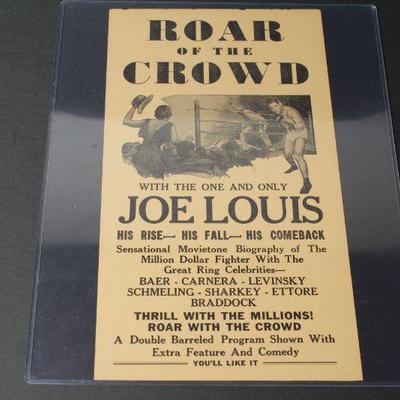 ROAR
OF THE
CROWD
WITH THE ONE AND ONLY
JOE LOUIS
HIS RISE— HIS FALL— HIS COMEBACK
Sensational Movietone Biography of The
Million Dollar Fighter With The
Great Ring Celebrities—
BAER - CARNERA - LEVINSKY
SCHMELING - SHARKEY - ETTORE
BRADDOCK
THRILL WITH THE MILLIONS!
ROAR WITH THE CROWD
A Double Barreled Program Shown With
Extra Feature And Comedy
YOU'LL LIKE IT